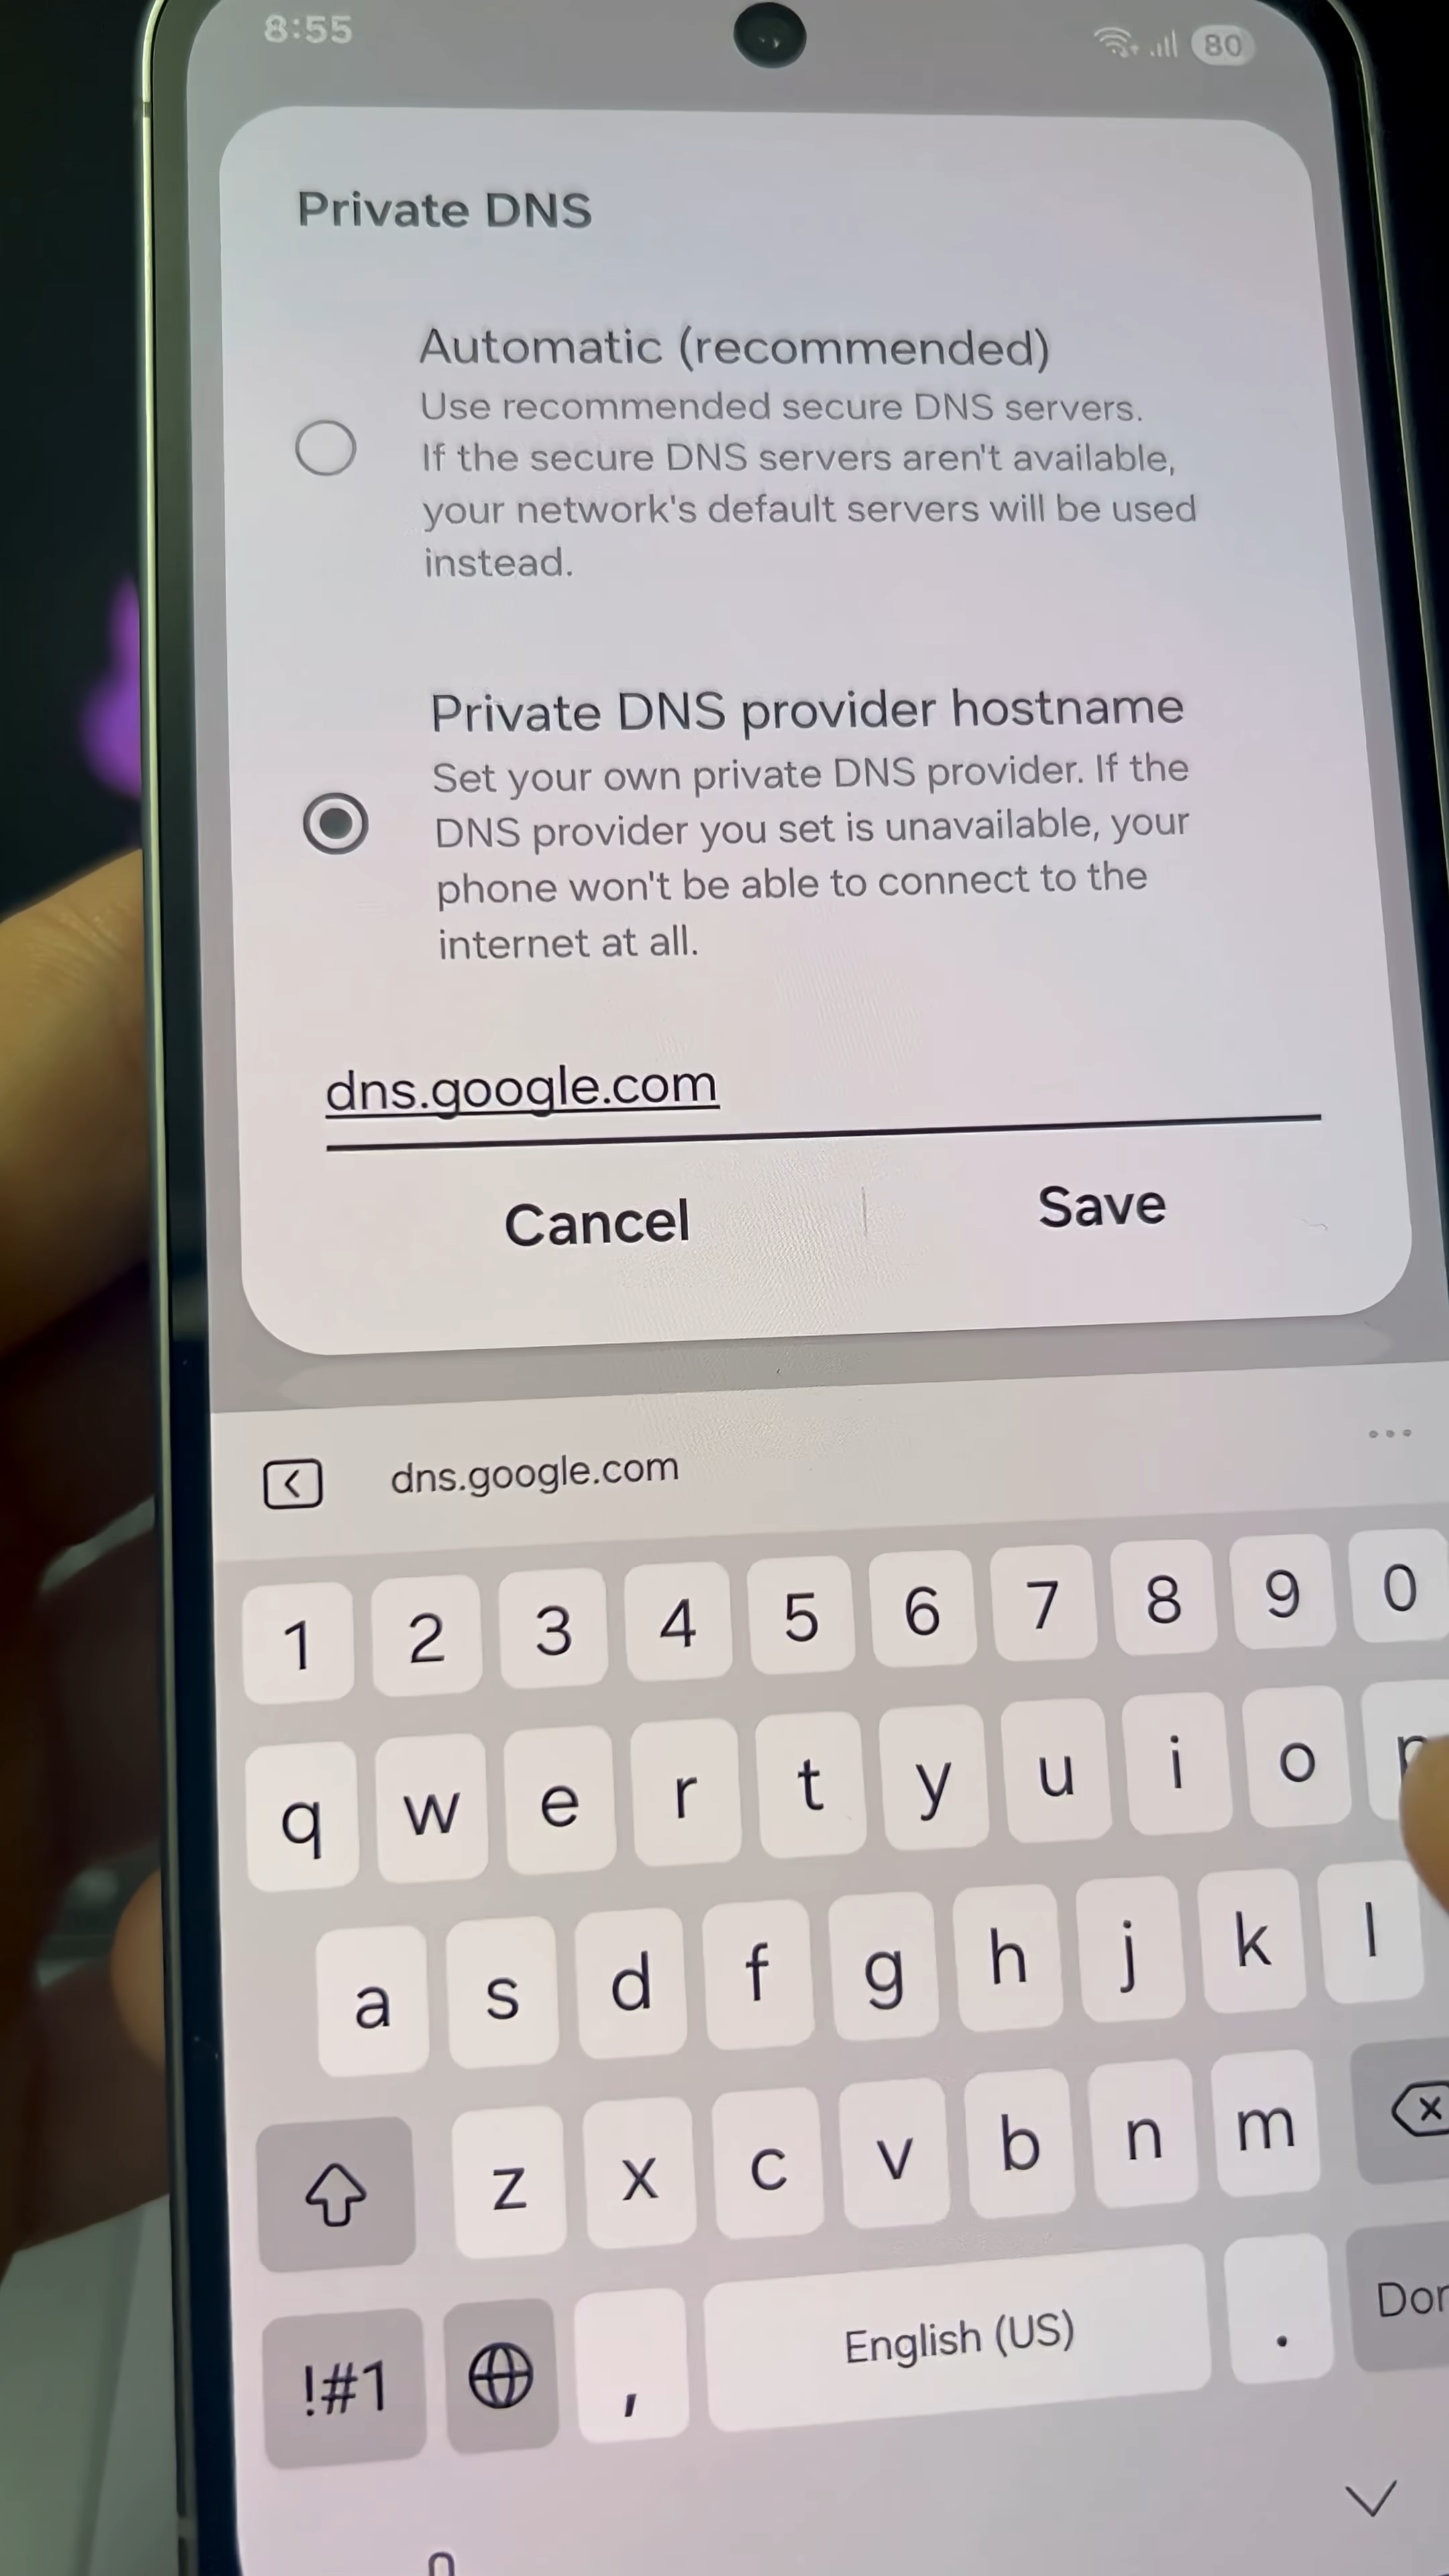 8:55
80
Private DNS
Automatic (recommended)
Use recommended secure DNS servers.
If the secure DNS servers aren't available,
your network's default servers will be used
instead.
Private DNS provider hostname
Set your own private DNS provider. If the
DNS provider you set is unavailable, your
phone won't be able to connect to the
internet at all.
dns.google.com
Cancel Save
dns.google.com
1 2 3 4 5 6 7 8 9 0
q w e r t y u i o
a s d f g h j k l
z x c v b n m
!#1 , English (US) .